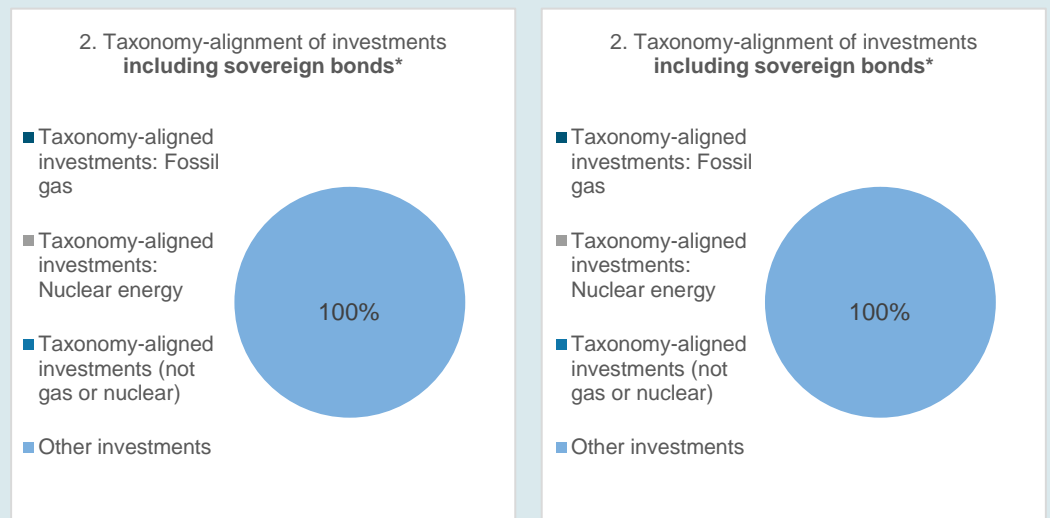 2. Taxonomy-alignment of investments
including sovereign bonds*
Taxonomy-aligned
investments: Fossil
gas
Taxonomy-aligned
investments:
Nuclear energy
Taxonomy-aligned
investments (not
gas or nuclear)
Other investments
100%
2. Taxonomy-alignment of investments
including sovereign bonds*
Taxonomy-aligned
investments: Fossil
gas
Taxonomy-aligned
investments:
Nuclear energy
Taxonomy-aligned
investments (not
gas or nuclear)
Other investments
100%